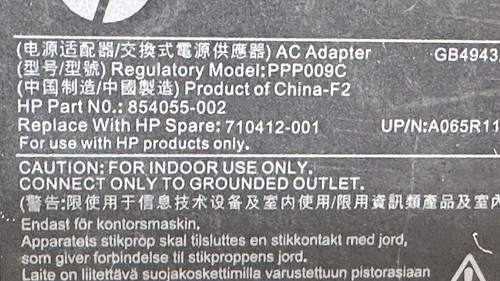 hp
(电源适配器/交換式電源供應器) AC Adapter GB4943
(型号/型號) Regulatory Model:PPP009C
(中国制造/中國製造) Product of China-F2
HP Part N0.: 854055-002
Replace With HP Spare: 710412-001 UP/N:A065R11
For use with HP products only.
CAUTION: FOR INDOOR USE ONLY.
CONNECT ONLY TO GROUNDED OUTLET.
(警告:限使用于信息技术设备及室内使用/限用資訊類產品及室內
Endast för kontorsmaskin.
Apparatets stikprop skal tilsluttes en stikkontakt med jord,
som giver forbindelse til stikproppens jord.
Laite on liitettävä suojakoskettimilla varustettuun pistorasiaan